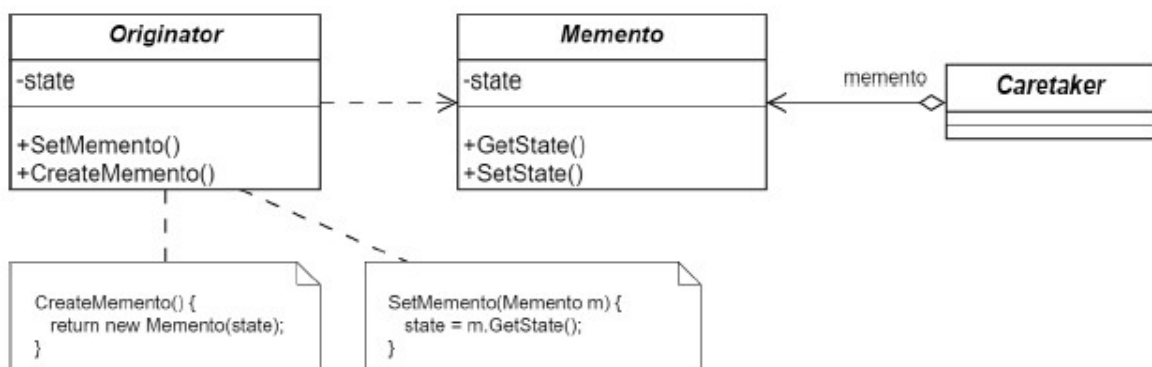 Originator
-state
+SetMemento()
+CreateMemento()
Memento
-state
+GetState()
+SetState()
memento
Caretaker
CreateMemento() {
return new Memento(state);
}
SetMemento(Memento m) {
state = m.GetState();
}